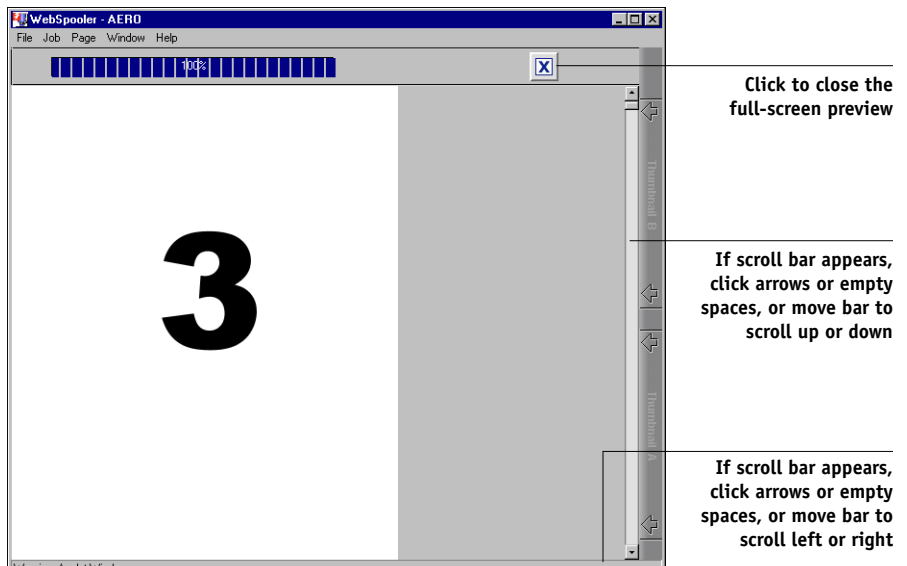 WebSpooler - AERO
File Job Page Window Help
100%
X
Click to close the
full-screen preview
3
Thumbnail B
If scroll bar appears,
click arrows or empty
spaces, or move bar to
scroll up or down
Thumbnail A
If scroll bar appears,
click arrows or empty
spaces, or move bar to
scroll left or right